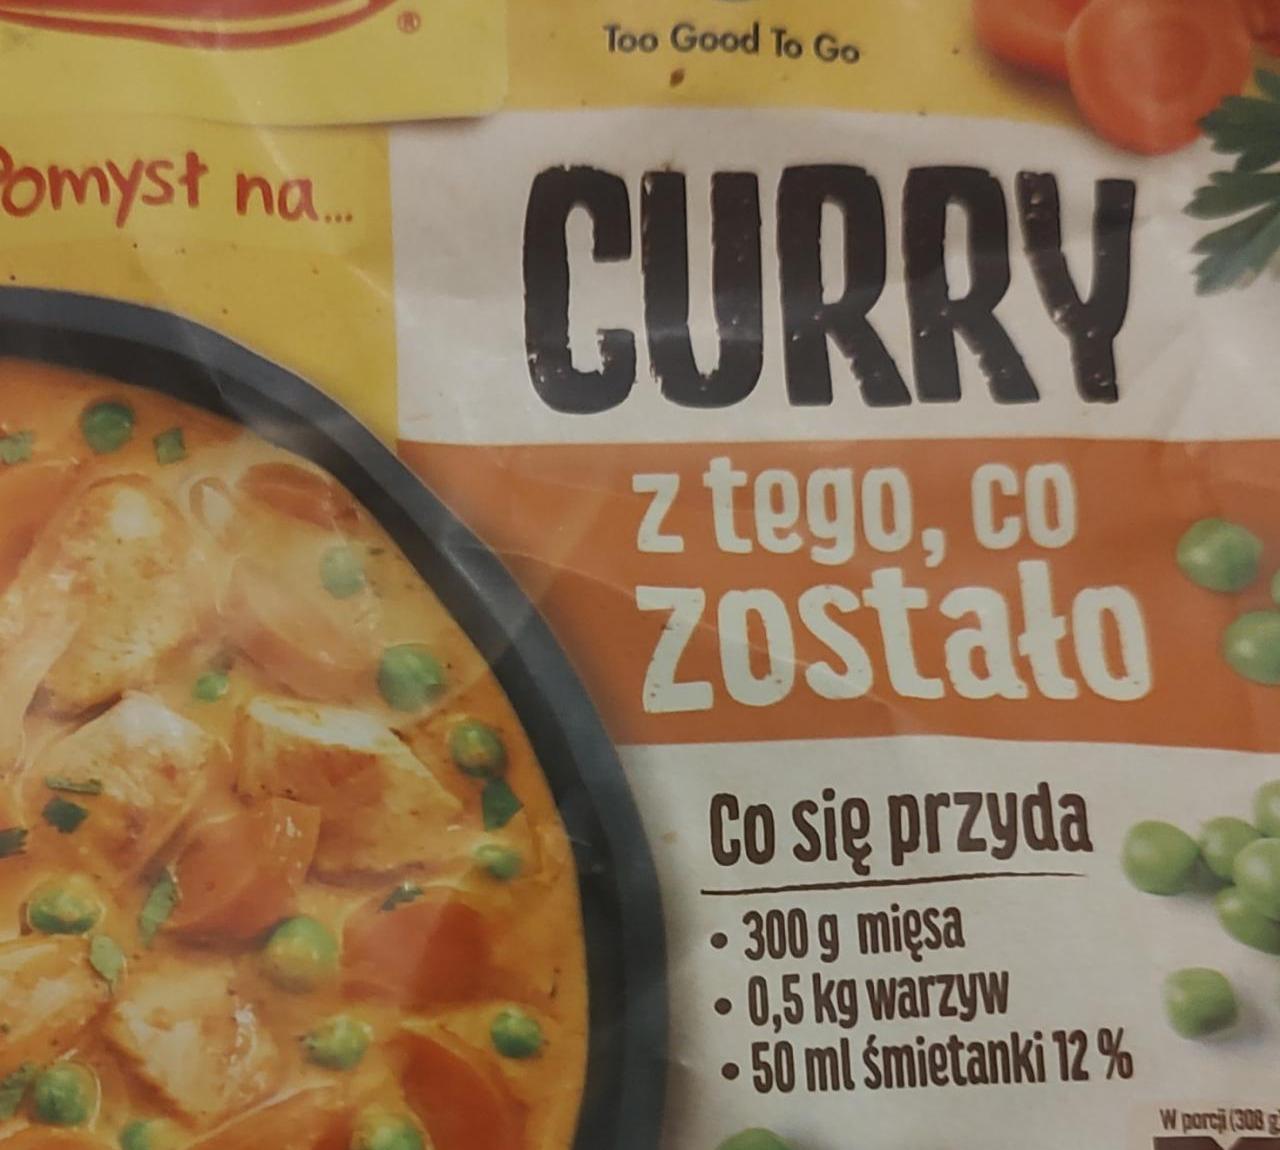 ®
Too Good To Go
Pomysł na...
CURRY
z tego, co
zostało
Co się przyda
• 300 g mięsa
• 0,5 kg warzyw
• 50 ml śmietanki 12 %
W porcji (308 g)